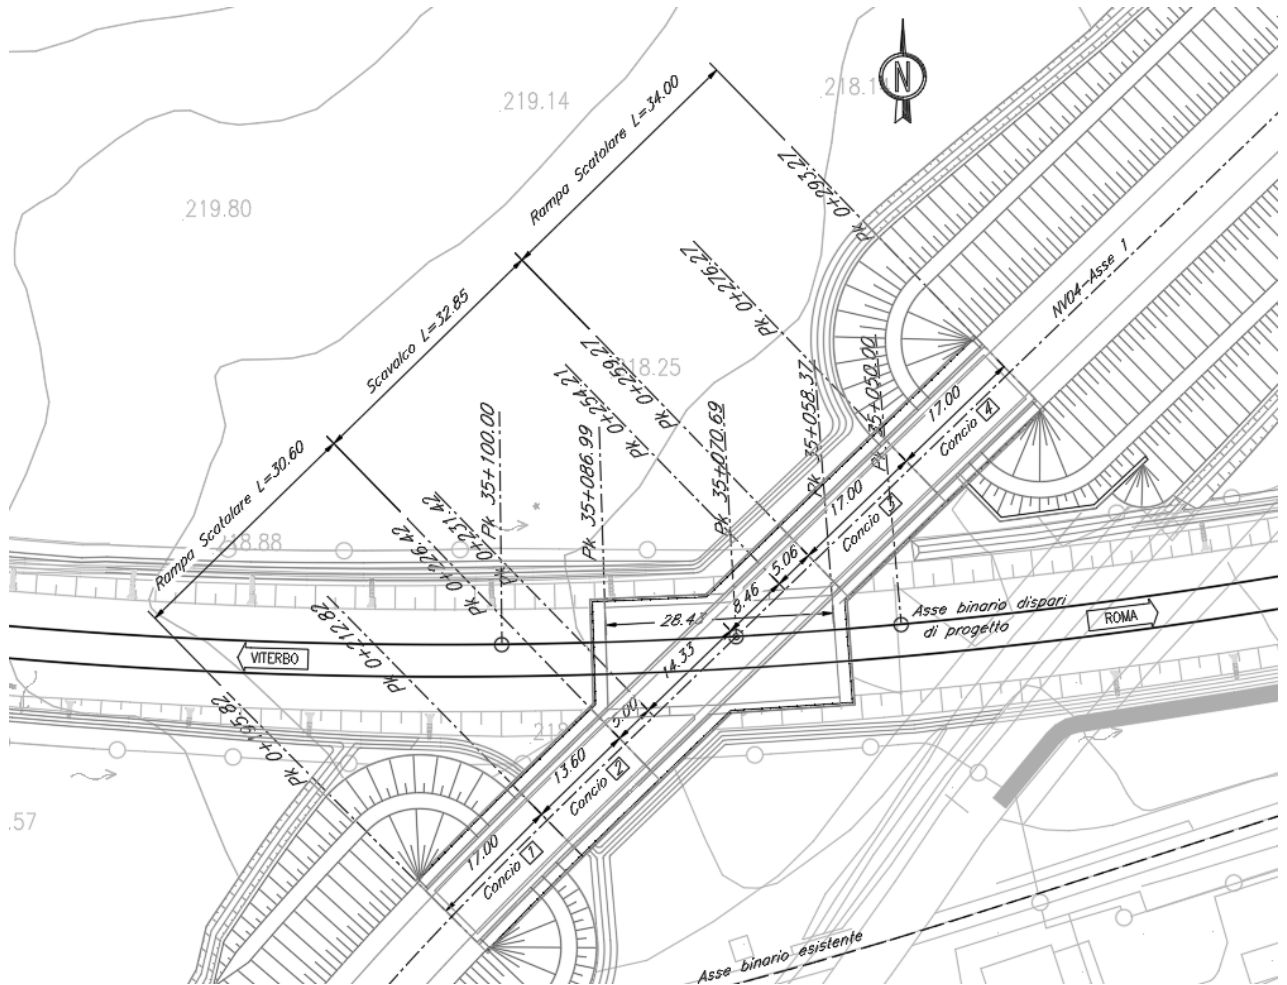 N
219.14
218.1
Rampa Scatolare L=34.00
219.80
Pk 0+293.27
Pk 0+276.27
NV04-Asse 1
Scavalco L=32.85
Pk 0+259.27
218.25
Pk 0+254.21
35+058.37
Pk
Pk 35+050.00
Pk 35+100.00
Pk 35+086.99
Pk 35+070.69
17.00
Concio 4
Rampa Scatolare L=30.60
17.00
Concio 3
218.88
0+231.42
Pk 0+226.42
5.06
8.46
28.43
Asse binario dispari
di progetto
ROMA
VITERBO
Pk 0+212.82
14.33
Pk 0+195.82
5.00
218
13.60
Concio 2
.57
17.00
Concio 1
Asse binario esistente